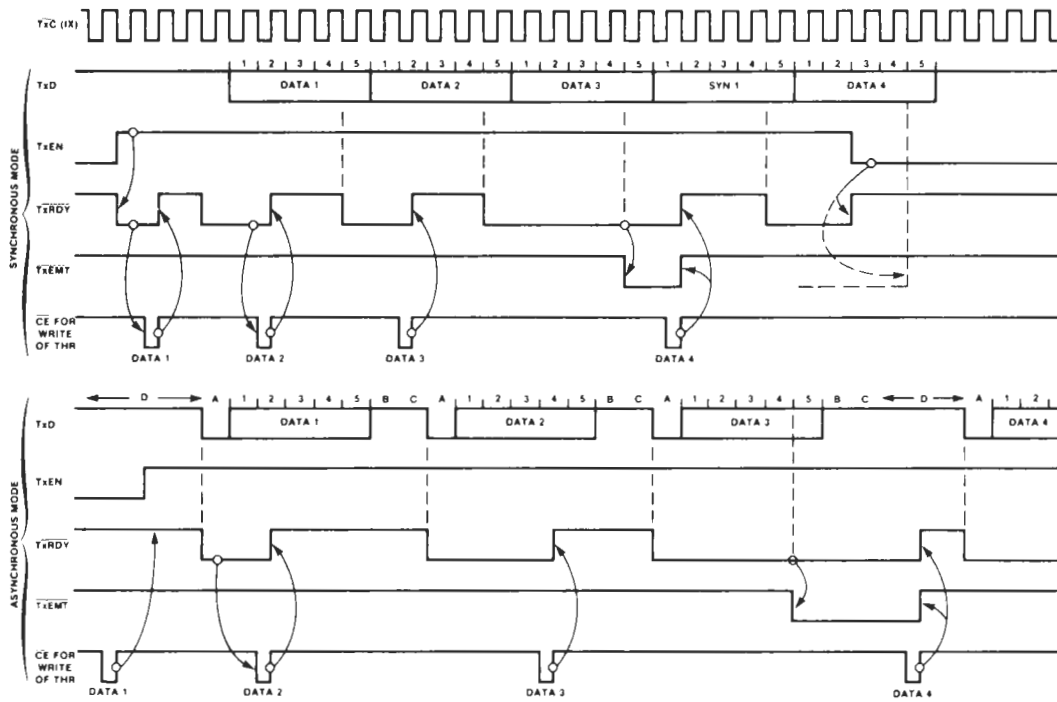 TxC (IX)
SYNCHRONOUS MODE
1 2 3 4 5 1 2 3 4 5 1 2 3 4 5 1 2 3 4 5 1 2 3 4 5
TxD DATA 1 DATA 2 DATA 3 SYN 1 DATA 4
TxEN
TxRDY
TxEMT
CE FOR
WRITE
OF THR
DATA 1 DATA 2 DATA 3 DATA 4
ASYNCHRONOUS MODE
D A 1 2 3 4 5 B C A 1 2 3 4 5 B C A 1 2 3 4 5 B C D A 1 2
TxD DATA 1 DATA 2 DATA 3 DATA 4
TxEN
TxRDY
TxEMT
CE FOR
WRITE
OF THR
DATA 1 DATA 2 DATA 3 DATA 4